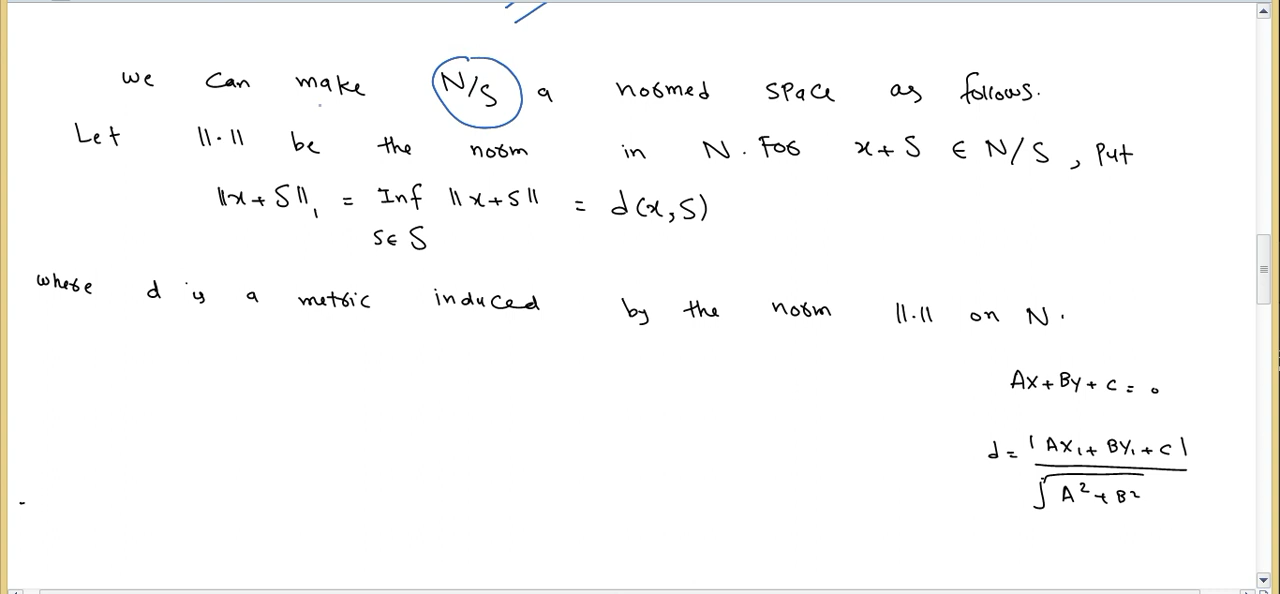 we can make N/S a normed space as follows.
Let ||.|| be the norm in N. For x+S ∈ N/S, Put
||x+S||₁ = Inf ||x+s|| = d(x,S)
s∈S
where d is a metric induced by the norm ||.|| on N.
Ax+By+c=0
d = |Ax₁+By₁+c|
√A²+B²